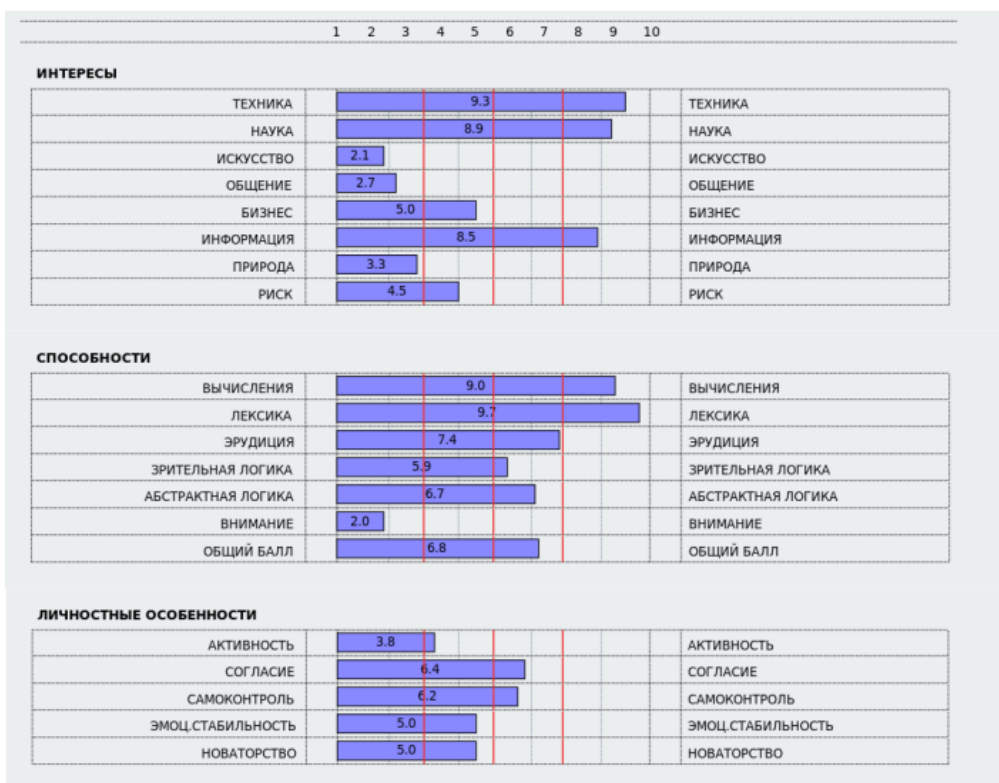 1 2 3 4 5 6 7 8 9 10
ИНТЕРЕСЫ
ТЕХНИКА 9.3 ТЕХНИКА
НАУКА 8.9 НАУКА
ИСКУССТВО 2.1 ИСКУССТВО
ОБЩЕНИЕ 2.7 ОБЩЕНИЕ
БИЗНЕС 5.0 БИЗНЕС
ИНФОРМАЦИЯ 8.5 ИНФОРМАЦИЯ
ПРИРОДА 3.3 ПРИРОДА
РИСК 4.5 РИСК
СПОСОБНОСТИ
ВЫЧИСЛЕНИЯ 9.0 ВЫЧИСЛЕНИЯ
ЛЕКСИКА 9.7 ЛЕКСИКА
ЭРУДИЦИЯ 7.4 ЭРУДИЦИЯ
ЗРИТЕЛЬНАЯ ЛОГИКА 5.9 ЗРИТЕЛЬНАЯ ЛОГИКА
АБСТРАКТНАЯ ЛОГИКА 6.7 АБСТРАКТНАЯ ЛОГИКА
ВНИМАНИЕ 2.0 ВНИМАНИЕ
ОБЩИЙ БАЛЛ 6.8 ОБЩИЙ БАЛЛ
ЛИЧНОСТНЫЕ ОСОБЕННОСТИ
АКТИВНОСТЬ 3.8 АКТИВНОСТЬ
СОГЛАСИЕ 6.4 СОГЛАСИЕ
САМОКОНТРОЛЬ 6.2 САМОКОНТРОЛЬ
ЭМОЦ.СТАБИЛЬНОСТЬ 5.0 ЭМОЦ.СТАБИЛЬНОСТЬ
НОВАТОРСТВО 5.0 НОВАТОРСТВО